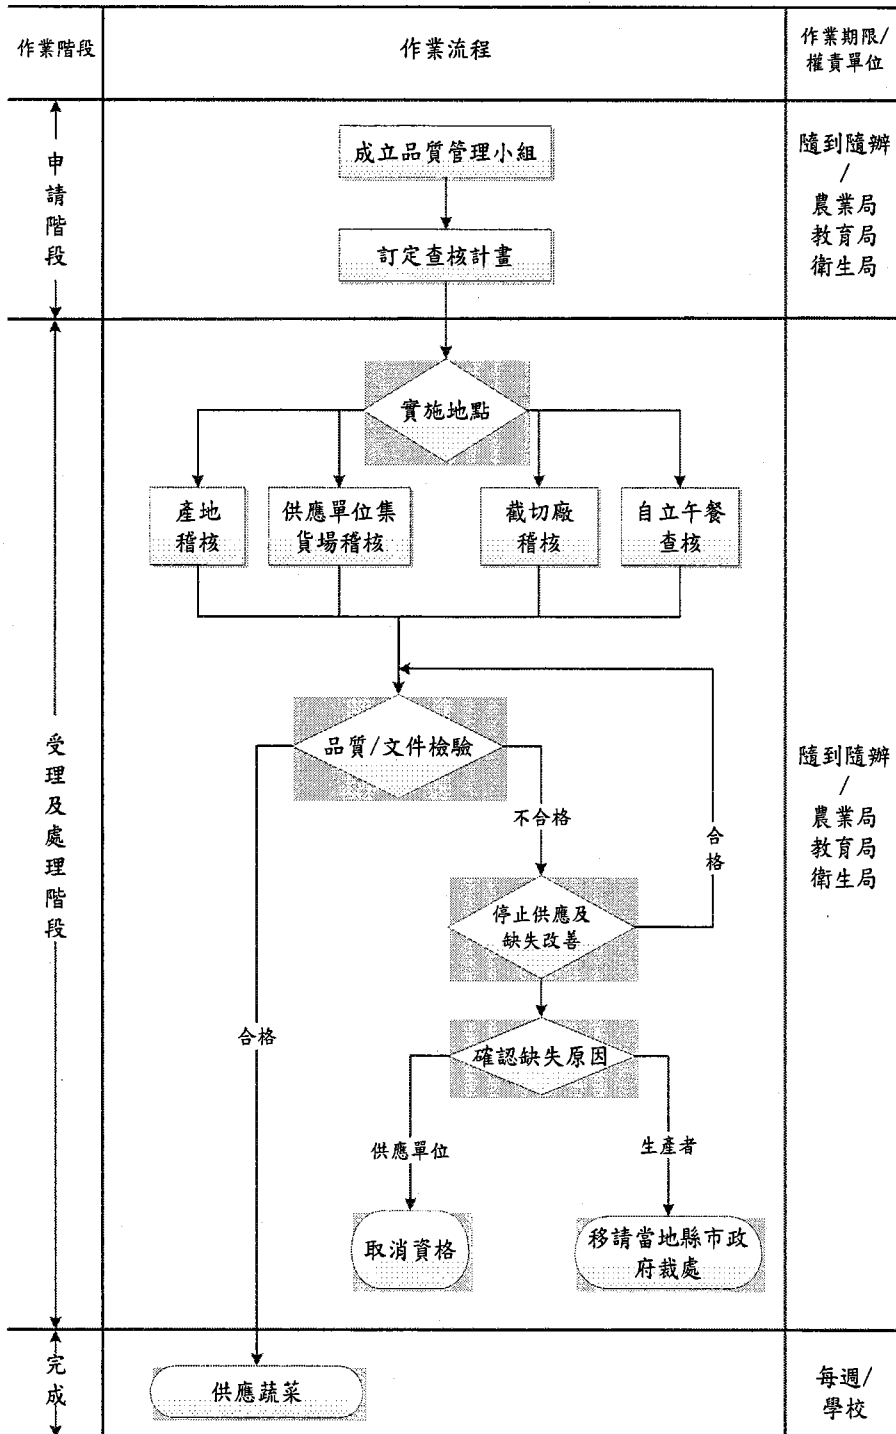 作業階段
作業流程
作業期限/
權責單位
申請階段
成立品質管理小組
訂定查核計畫
隨到隨辦
/
農業局
教育局
衛生局
受理及處理階段
實施地點
產地
稽核
供應單位集
貨場稽核
截切廠
稽核
自立午餐
查核
品質/文件檢驗
不合格
合格
停止供應及
缺失改善
合格
確認缺失原因
供應單位
生產者
取消資格
移請當地縣市政
府裁處
隨到隨辦
/
農業局
教育局
衛生局
完成
供應蔬菜
每週/
學校